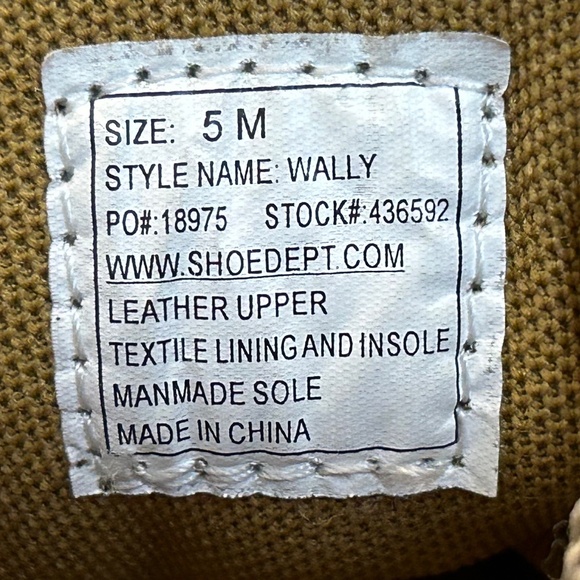 SIZE: 5 M
STYLE NAME: WALLY
PO#:18975 STOCK#:436592
WWW.SHOEDEPT.COM
LEATHER UPPER
TEXTILE LINING AND INSOLE
MANMADE SOLE
MADE IN CHINA